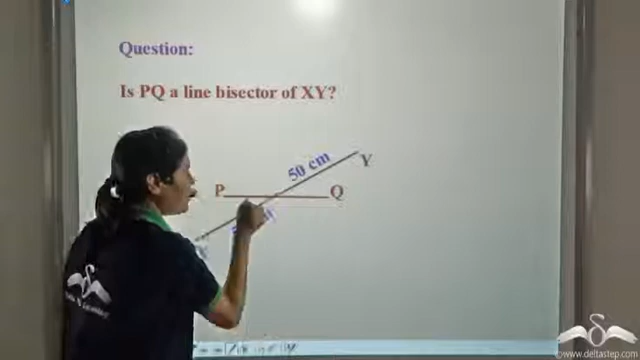 Question:
Is PQ a line bisector of XY?
50 cm
Y
P
Q
©www.deltastep.com